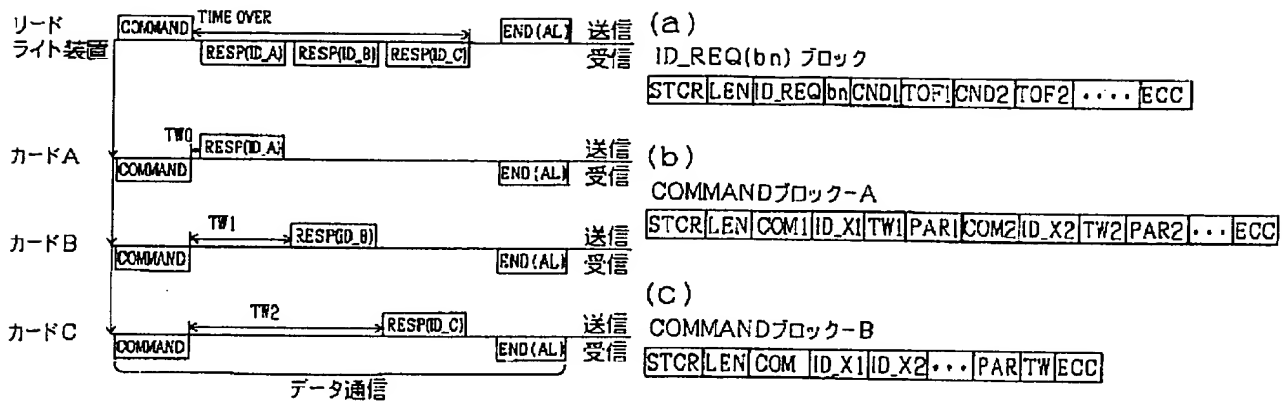 リード
ライト装置
COMMAND
TIME OVER
END(AL)
送信
RESP(ID_A)
RESP(ID_B)
RESP(ID_C)
受信
カードA
TW0
RESP(ID_A)
送信
COMMAND
END(AL)
受信
カードB
TW1
RESP(ID_B)
送信
COMMAND
END(AL)
受信
カードC
TW2
RESP(ID_C)
送信
COMMAND
END(AL)
受信
データ通信
(a)
ID_REQ(bn) ブロック
STCR LEN ID_REQ bn CND1 TOF1 CND2 TOF2 ···· ECC
(b)
COMMANDブロック-A
STCR LEN COM1 ID_X1 TW1 PAR1 COM2 ID_X2 TW2 PAR2 ··· ECC
(c)
COMMANDブロック-B
STCR LEN COM ID_X1 ID_X2 ··· PAR TW ECC